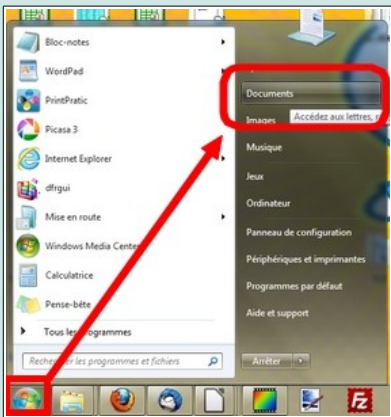 Bloc-notes
WordPad
PrintPratic
Picasa 3
Internet Explorer
dfrgui
Mise en route
Windows Media Center
Calculatrice
Pense-bête
Tous les programmes
Rechercher les programmes et fichiers
Documents
Images
Accédez aux lettres,
Musique
Jeux
Ordinateur
Panneau de configuration
Périphériques et imprimantes
Programmes par défaut
Aide et support
Arrêter
Fz